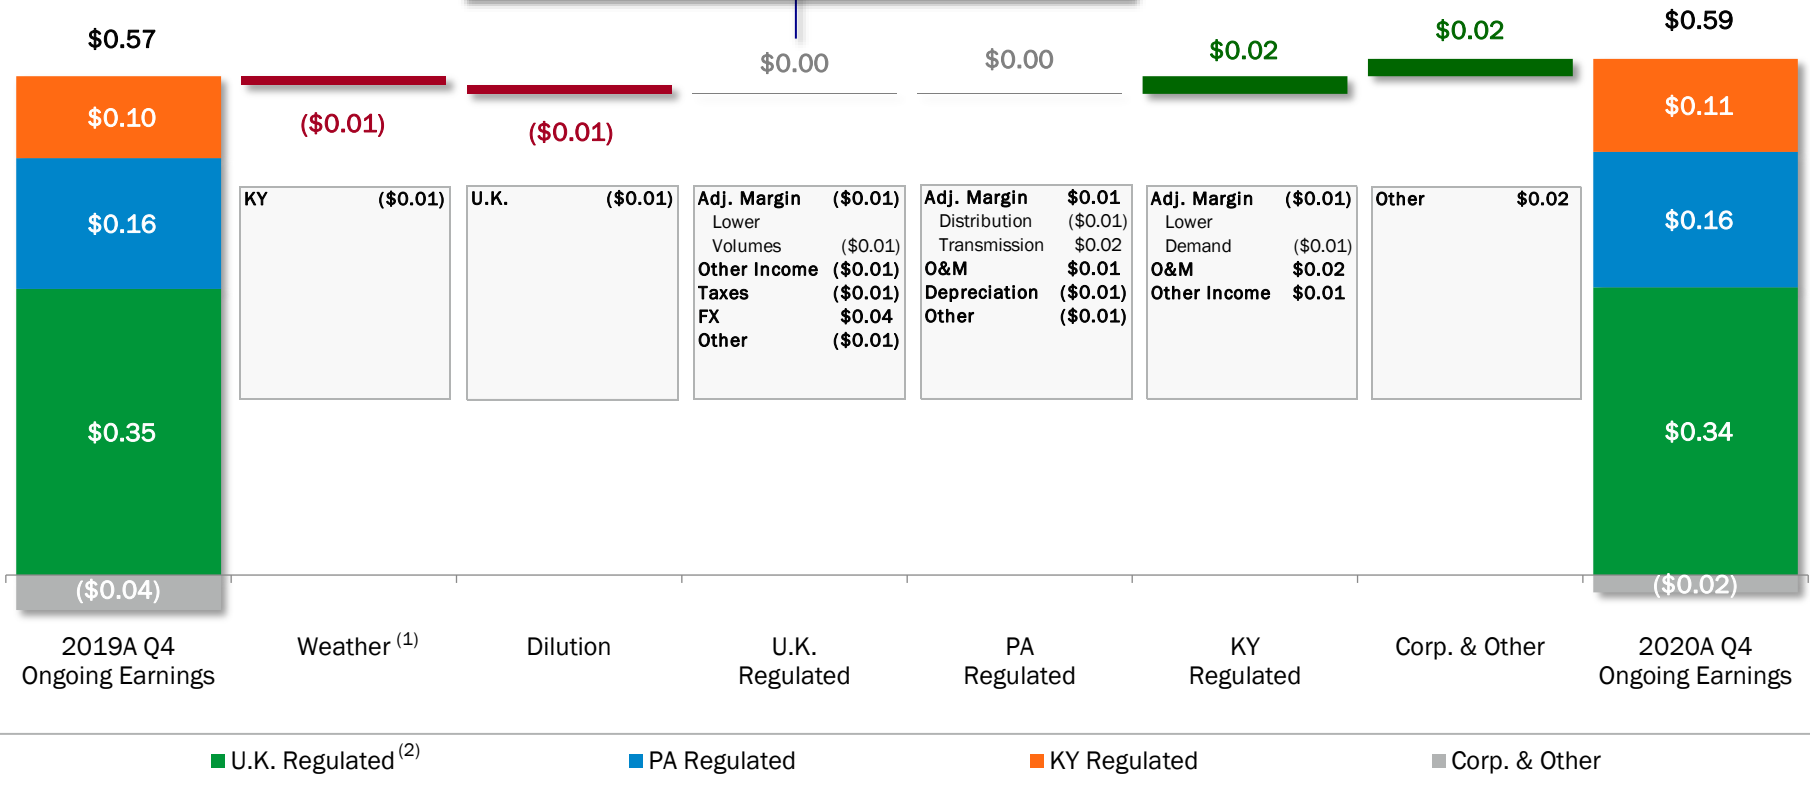 $0.57
$0.59
$0.02
$0.02
$0.00
$0.00
$0.10
($0.01)
($0.01)
$0.11
$0.16
$0.35
($0.04)
KY ($0.01)
U.K. ($0.01)
Adj. Margin ($0.01)
Lower
Volumes ($0.01)
Other Income ($0.01)
Taxes ($0.01)
FX $0.04
Other ($0.01)
Adj. Margin $0.01
Distribution ($0.01)
Transmission $0.02
O&M $0.01
Depreciation ($0.01)
Other ($0.01)
Adj. Margin ($0.01)
Lower
Demand ($0.01)
O&M $0.02
Other Income $0.01
Other $0.02
$0.16
$0.34
($0.02)
2019A Q4
Ongoing Earnings
Weather (1)
Dilution
U.K.
Regulated
PA
Regulated
KY
Regulated
Corp. & Other
2020A Q4
Ongoing Earnings
U.K. Regulated (2)
PA Regulated
KY Regulated
Corp. & Other